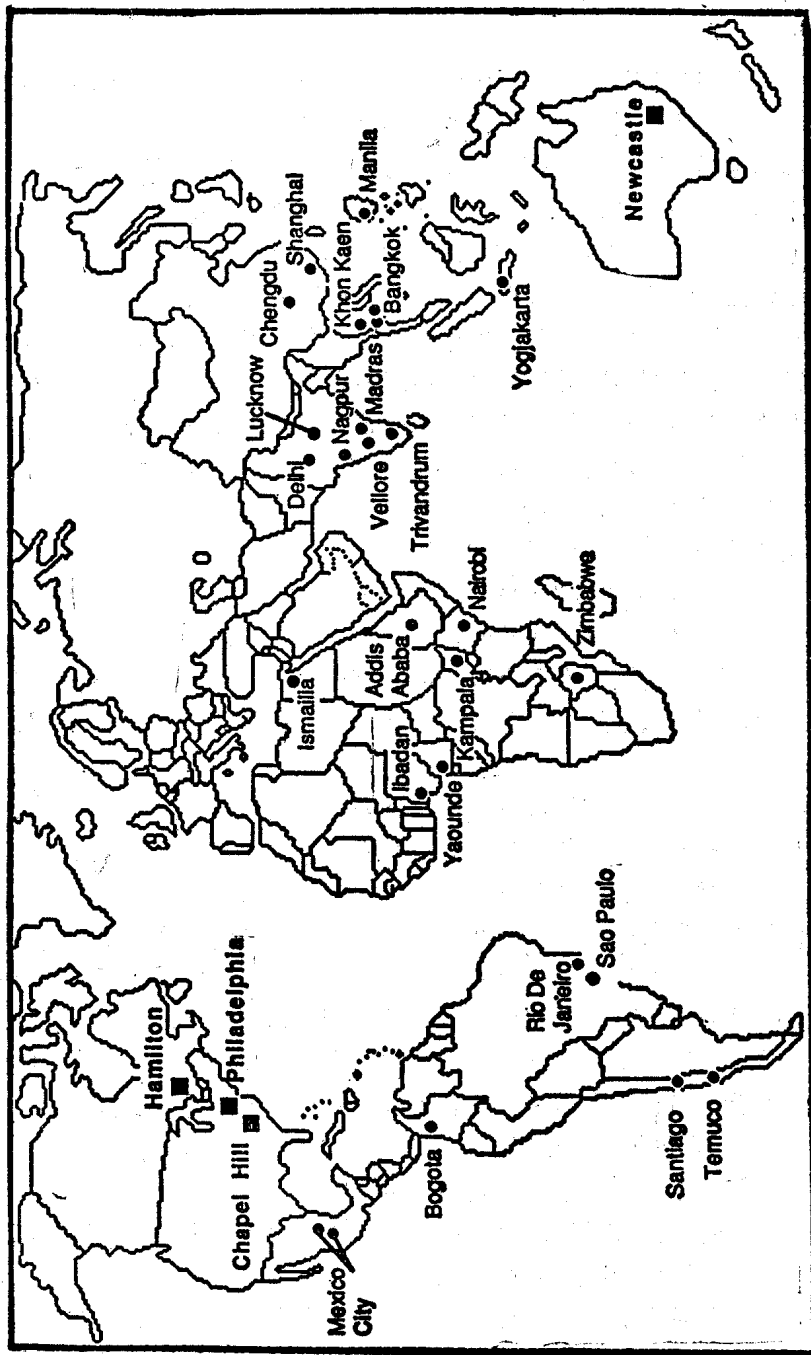 Hamilton
Philadelphia
Chapel Hill
Mexico
City
Bogota
Rio De
Janeiro
Sao Paulo
Santiago
Temuco
Ismailia
Addis
Ababa
Ibadan
Yaounde
Kampala
Nairobi
Zimbabwe
Lucknow
Delhi
Nagpur
Madras
Vellore
Trivandrum
Chengdu
Shanghai
Khon Kaen
Bangkok
Manila
Yogjakarta
Newcastle